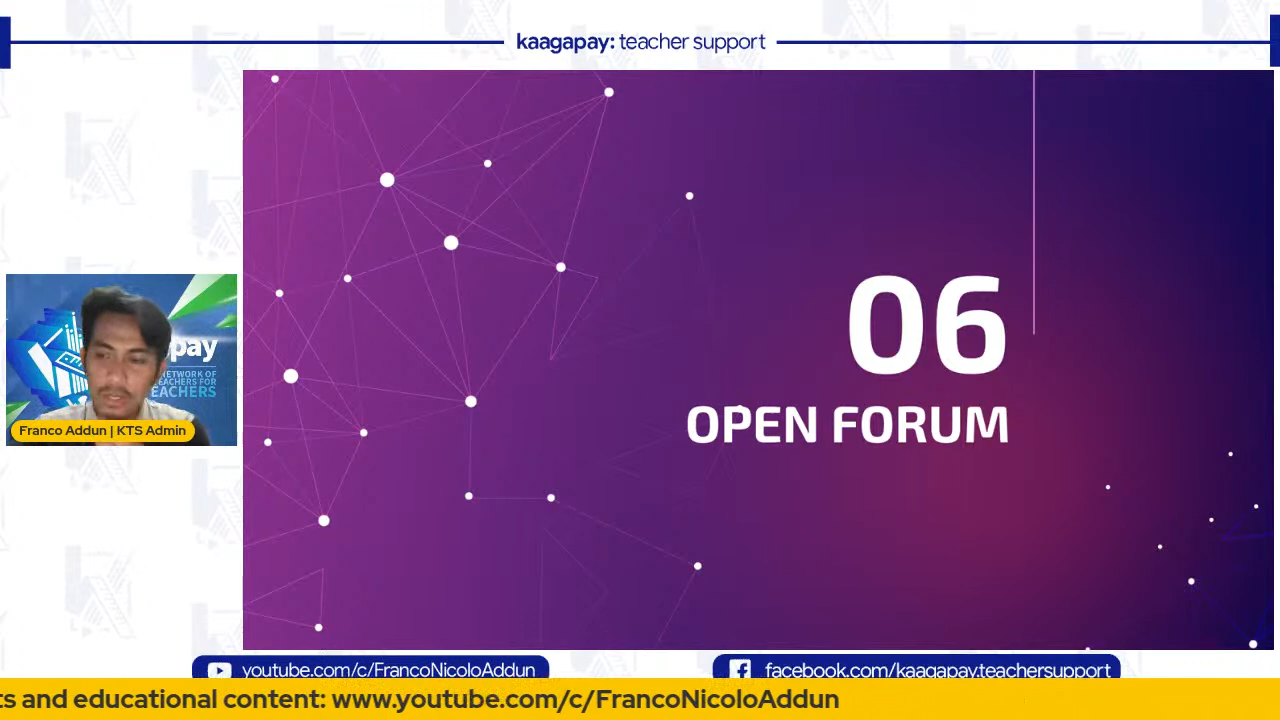 kaagapay: teacher support
06
OPEN FORUM
pay
NETWORK OF
TEACHERS FOR
TEACHERS
Franco Addun | KTS Admin
youtube.com/c/FrancoNicoloAddun
facebook.com/kaagapay.teachersupport
ts and educational content: www.youtube.com/c/FrancoNicoloAddun